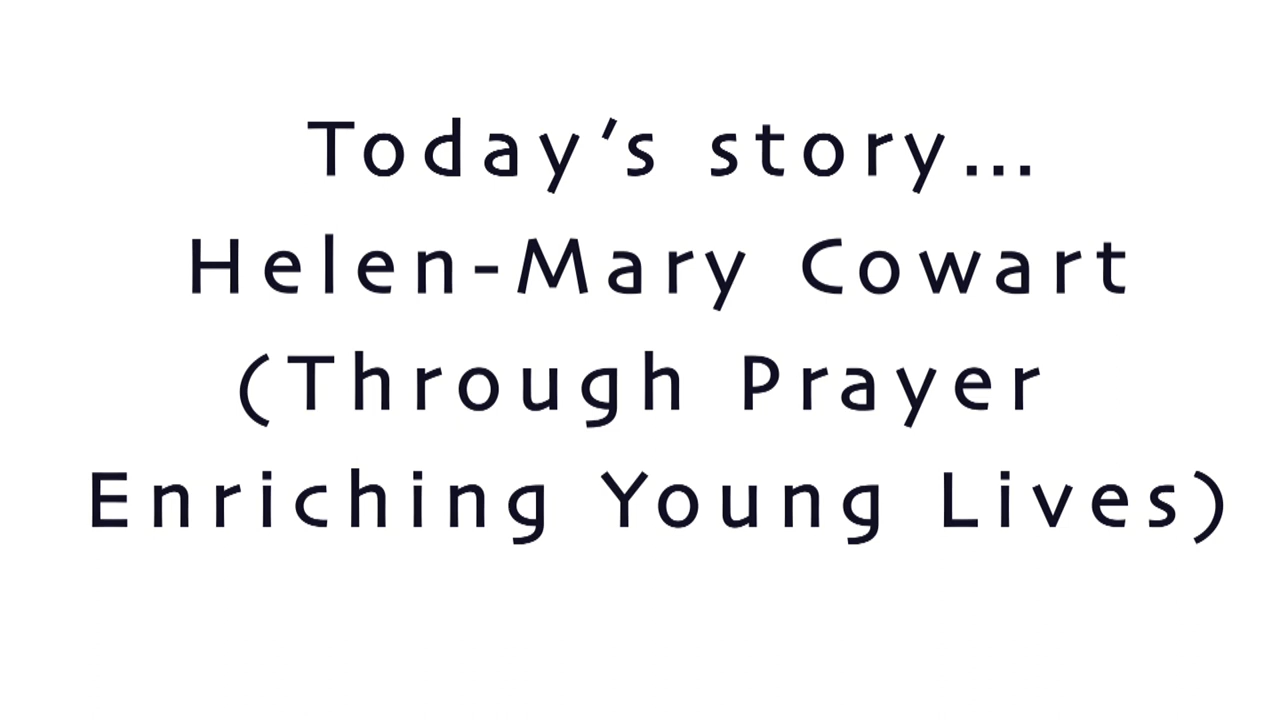 Today's story...
Helen-Mary Cowart
(Through Prayer
Enriching Young Lives)